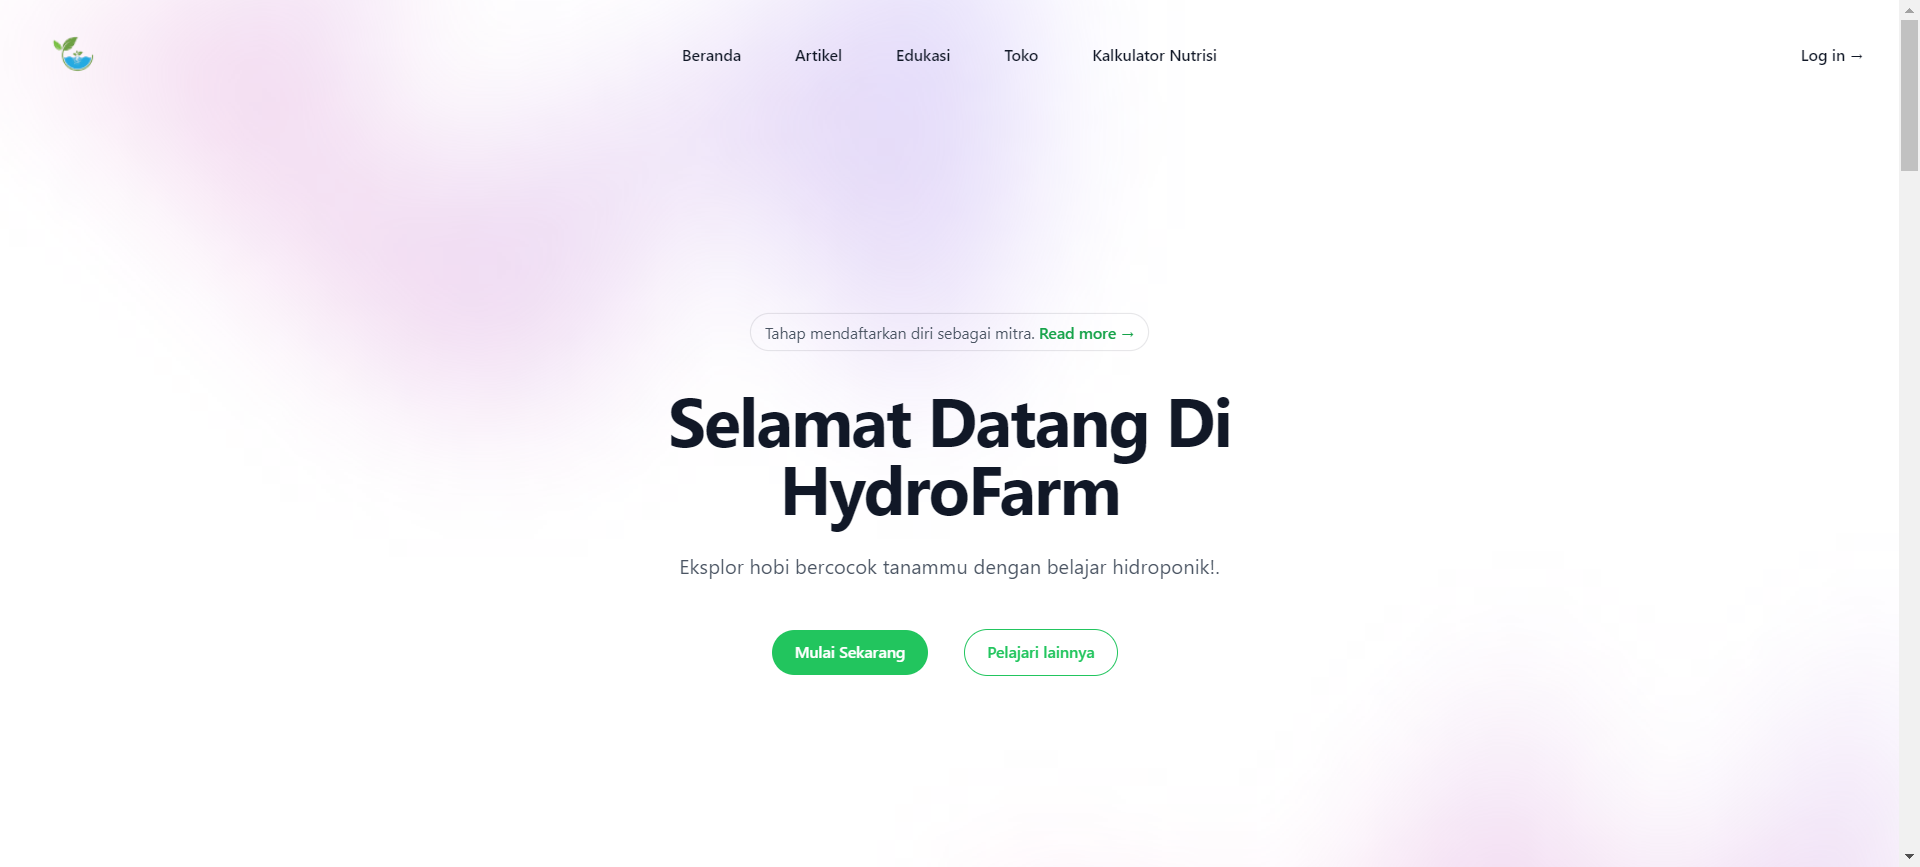 Beranda Artikel Edukasi Toko Kalkulator Nutrisi Log in →
Tahap mendaftarkan diri sebagai mitra. Read more →
Selamat Datang Di
HydroFarm
Eksplor hobi bercocok tanammu dengan belajar hidroponik!.
Mulai Sekarang Pelajari lainnya